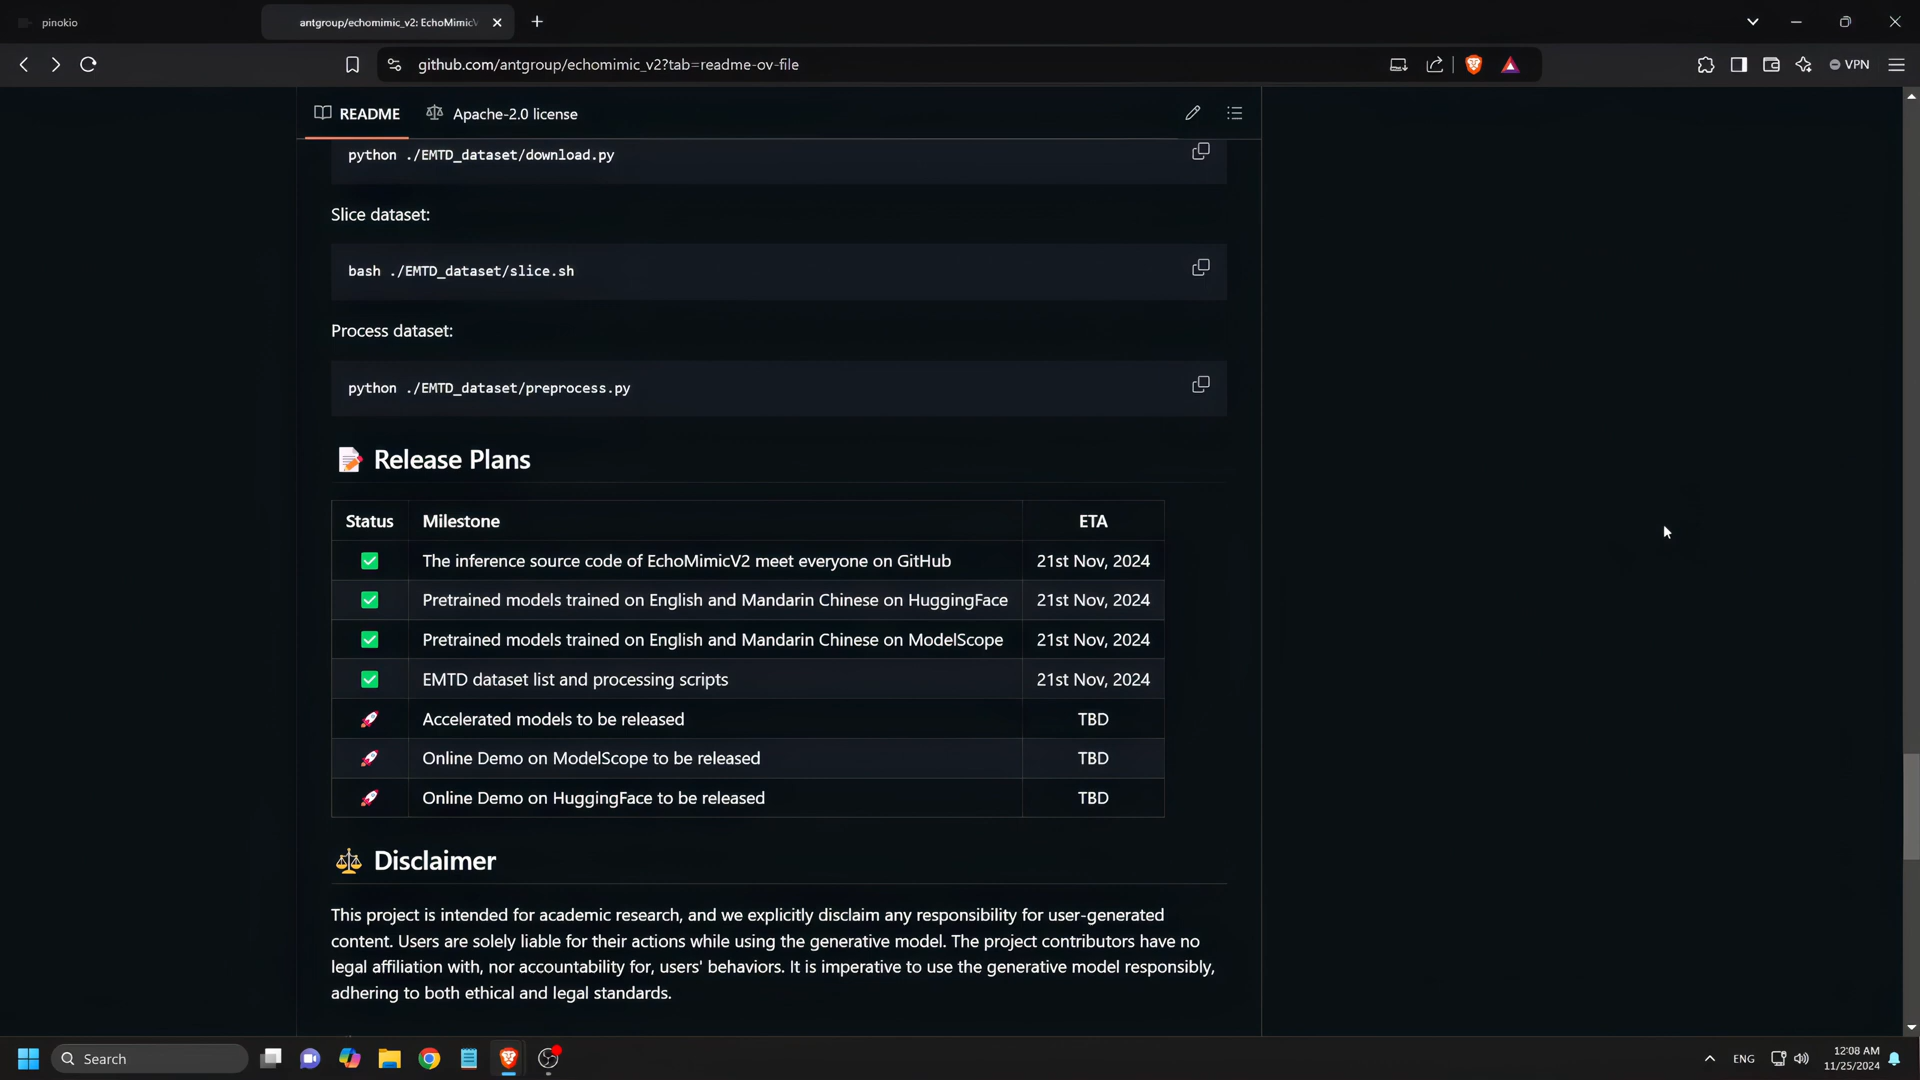 pinokio
antgroup/echomimic_v2: EchoMimicV
github.com/antgroup/echomimic_v2?tab=readme-ov-file
VPN
README
Apache-2.0 license
python ./EMTD_dataset/download.py
Slice dataset:
bash ./EMTD_dataset/slice.sh
Process dataset:
python ./EMTD_dataset/preprocess.py
Release Plans
Status Milestone ETA
The inference source code of EchoMimicV2 meet everyone on GitHub 21st Nov, 2024
Pretrained models trained on English and Mandarin Chinese on HuggingFace 21st Nov, 2024
Pretrained models trained on English and Mandarin Chinese on ModelScope 21st Nov, 2024
EMTD dataset list and processing scripts 21st Nov, 2024
Accelerated models to be released TBD
Online Demo on ModelScope to be released TBD
Online Demo on HuggingFace to be released TBD
Disclaimer
This project is intended for academic research, and we explicitly disclaim any responsibility for user-generated
content. Users are solely liable for their actions while using the generative model. The project contributors have no
legal affiliation with, nor accountability for, users' behaviors. It is imperative to use the generative model responsibly,
adhering to both ethical and legal standards.
Search
ENG
12:08 AM
11/25/2024